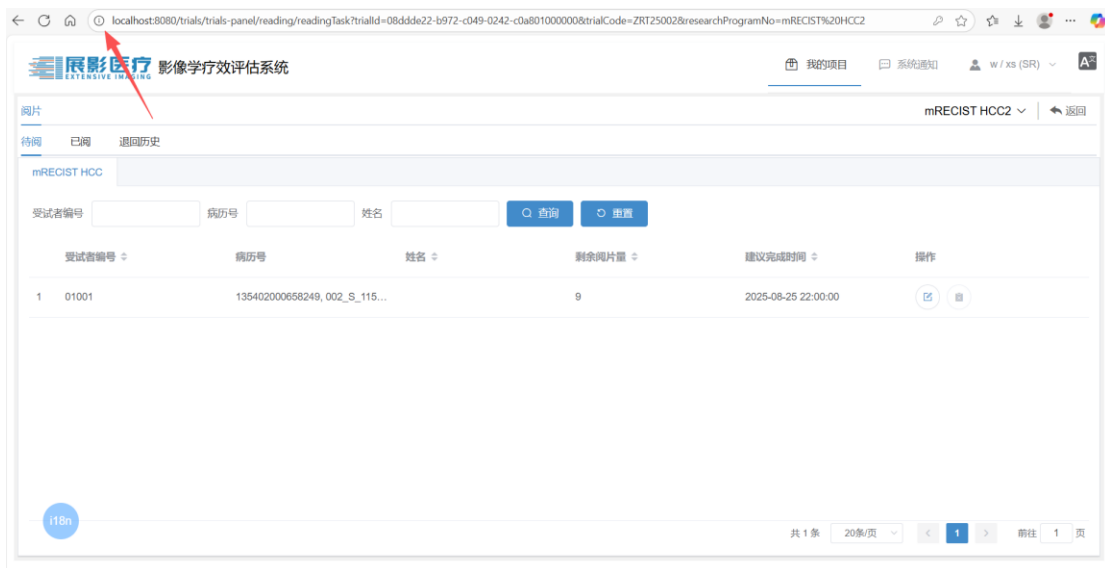 localhost:8080/trials/trials-panel/reading/readingTask?trialId=08ddde22-b972-c049-0242-c0a801000000&trialCode=ZRT25002&researchProgramNo=mRECIST%20HCC2
展影医疗 EXTENSIVE IMAGING 影像学疗效评估系统 我的项目 系统通知 w / xs (SR)
阅片 mRECIST HCC2 返回
待阅 已阅 退回历史
mRECIST HCC
受试者编号 病历号 姓名 查询 重置
受试者编号 病历号 姓名 剩余阅片量 建议完成时间 操作
1 01001 135402000658249, 002_S_115... 9 2025-08-25 22:00:00
i18n
共 1 条 20条/页 1 前往 1 页